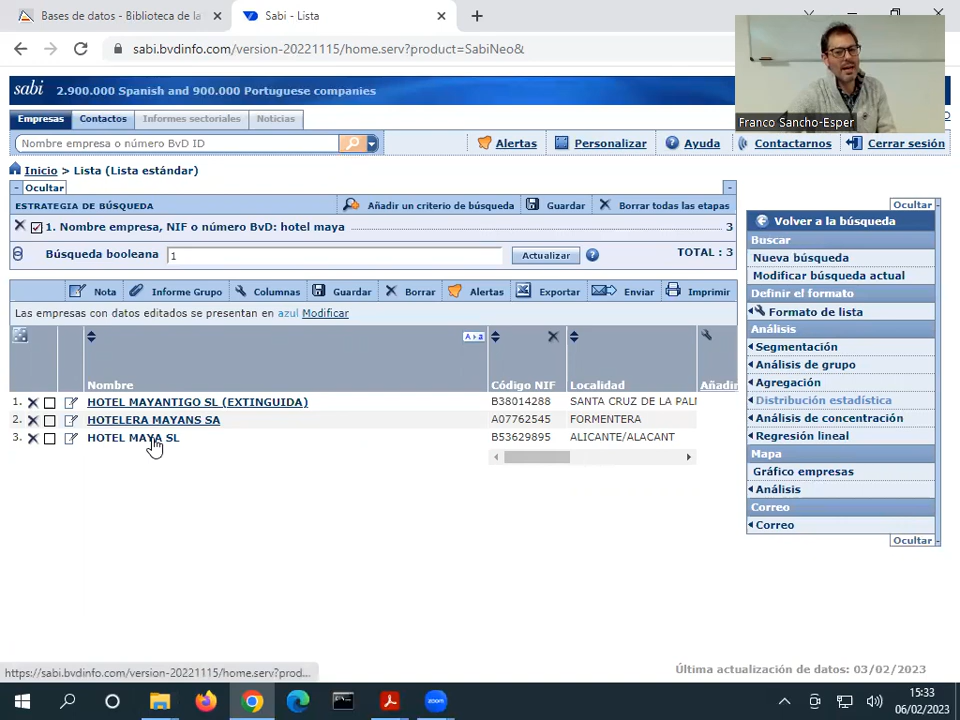 Bases de datos - Biblioteca de la
Sabi - Lista
sabi.bvdinfo.com/version-20221115/home.serv?product=SabiNeo&
Franco Sancho-Esper
sabi 2.900.000 Spanish and 900.000 Portuguese companies
Empresas Contactos Informes sectoriales Noticias
Nombre empresa o número BvD ID
Alertas Personalizar Ayuda Contactarnos Cerrar sesión
Inicio > Lista (Lista estándar)
Ocultar
ESTRATEGIA DE BÚSQUEDA Añadir un criterio de búsqueda Guardar Borrar todas las etapas
1. Nombre empresa, NIF o número BvD: hotel maya 3
Búsqueda booleana 1 Actualizar TOTAL : 3
Nota Informe Grupo Columnas Guardar Borrar Alertas Exportar Enviar Imprimir
Las empresas con datos editados se presentan en azul Modificar
Nombre Código NIF Localidad Añadir
1. HOTEL MAYANTIGO SL (EXTINGUIDA) B38014288 SANTA CRUZ DE LA PAL
2. HOTELERA MAYANS SA A07762545 FORMENTERA
3. HOTEL MAYA SL B53629895 ALICANTE/ALACANT
Ocultar
Volver a la búsqueda
Buscar
Nueva búsqueda
Modificar búsqueda actual
Definir el formato
Formato de lista
Análisis
Segmentación
Análisis de grupo
Agregación
Distribución estadística
Análisis de concentración
Regresión lineal
Mapa
Gráfico empresas
Análisis
Correo
Correo
Ocultar
Última actualización de datos: 03/02/2023
https://sabi.bvdinfo.com/version-20221115/home.serv?prod...
zoom
15:33
06/02/2023